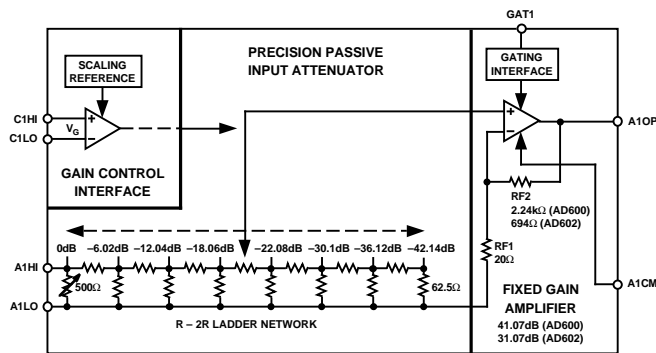 GAT1
PRECISION PASSIVE
INPUT ATTENUATOR
SCALING
REFERENCE
GATING
INTERFACE
C1HI
C1LO
VG
+
−
+
−
A1OP
GAIN CONTROL
INTERFACE
RF2
2.24kΩ (AD600)
694Ω (AD602)
0dB −6.02dB −12.04dB −18.06dB −22.08dB −30.1dB −36.12dB −42.14dB
RF1
20Ω
A1HI
500Ω
62.5Ω
A1CM
A1LO
R – 2R LADDER NETWORK
FIXED GAIN
AMPLIFIER
41.07dB (AD600)
31.07dB (AD602)